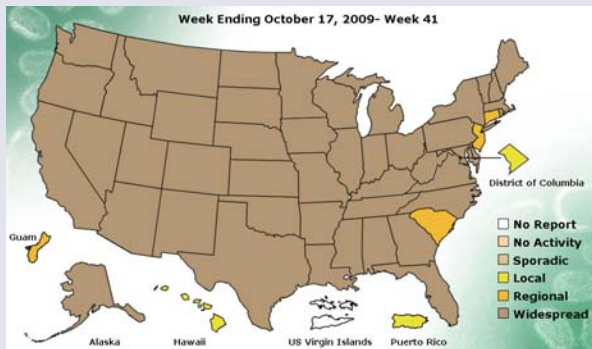 Week Ending October 17, 2009- Week 41
District of Columbia
Guam
No Report
No Activity
Sporadic
Local
Regional
Widespread
Alaska
Hawaii
US Virgin Islands
Puerto Rico